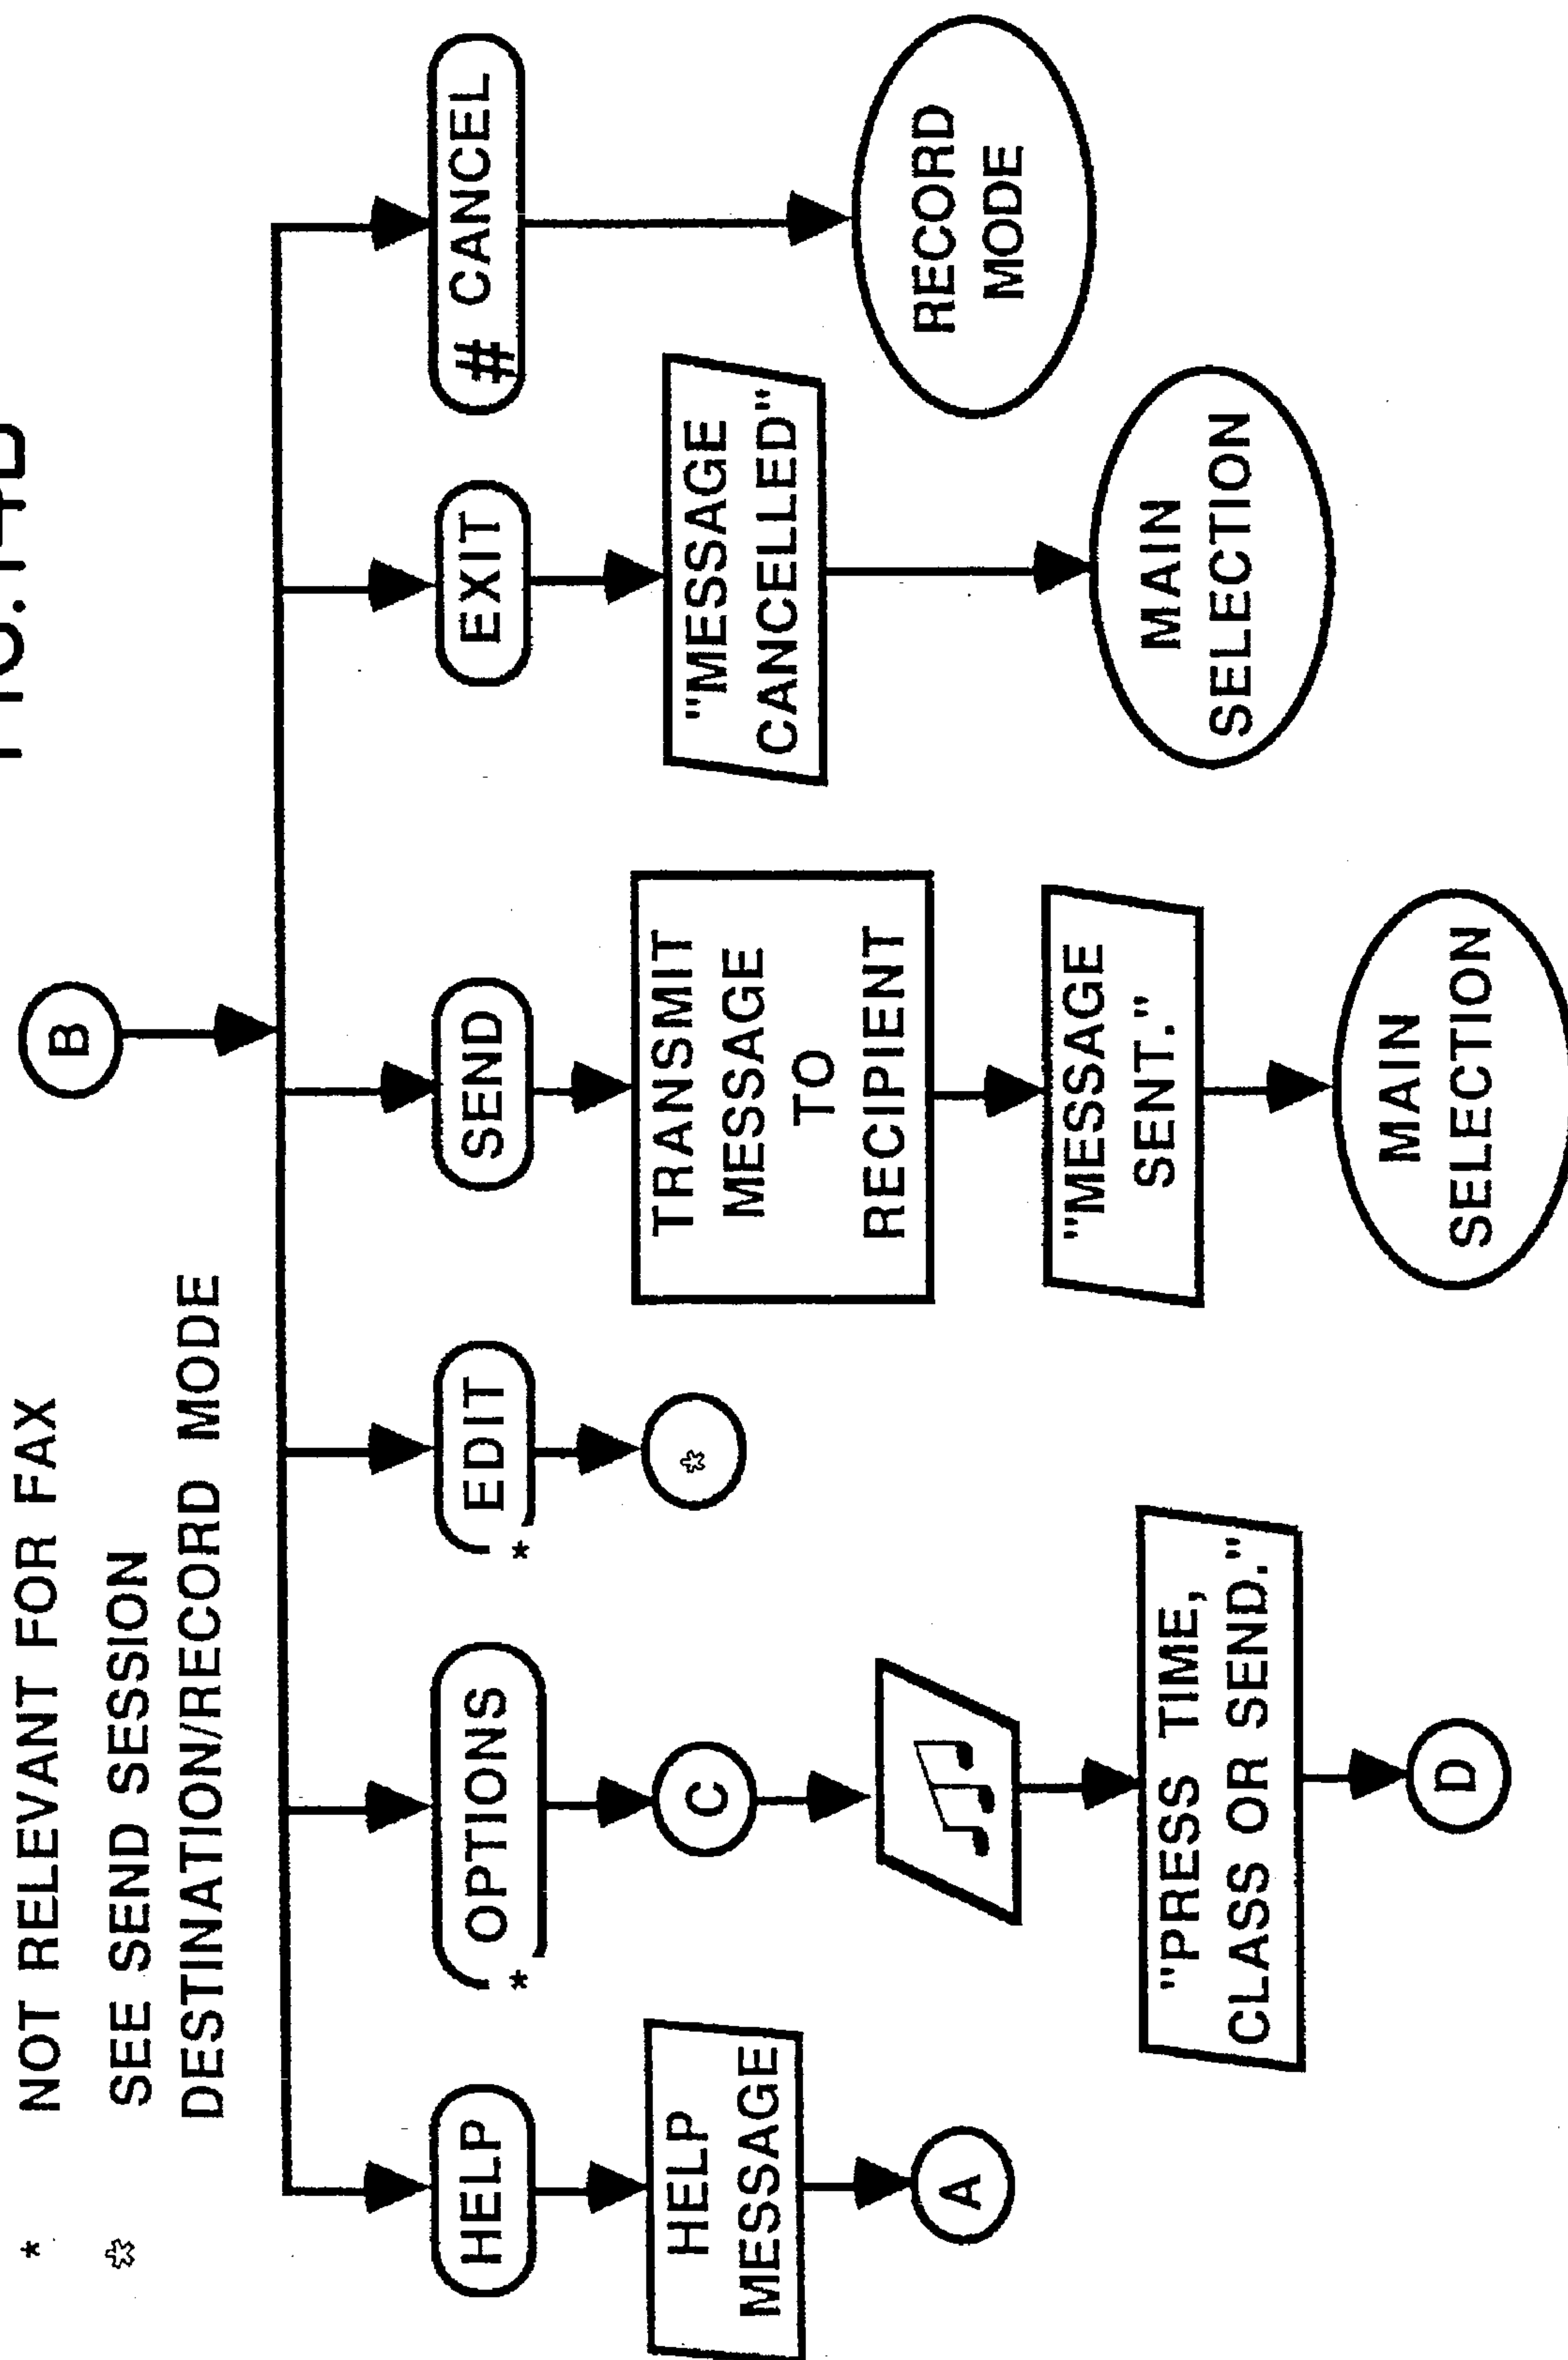 * NOT RELEVANT FOR FAX
SEE SEND SESSION
DESTINATION/RECORD MODE
B
HELP
HELP
MESSAGE
A
* OPTIONS
C
"PRESS TIME,
CLASS OR SEND."
D
* EDIT
SEND
TRANSMIT
MESSAGE
TO
RECIPIENT
"MESSAGE
SENT."
MAIN
SELECTION
EXIT
"MESSAGE
CANCELLED"
MAIN
SELECTION
# CANCEL
RECORD
MODE